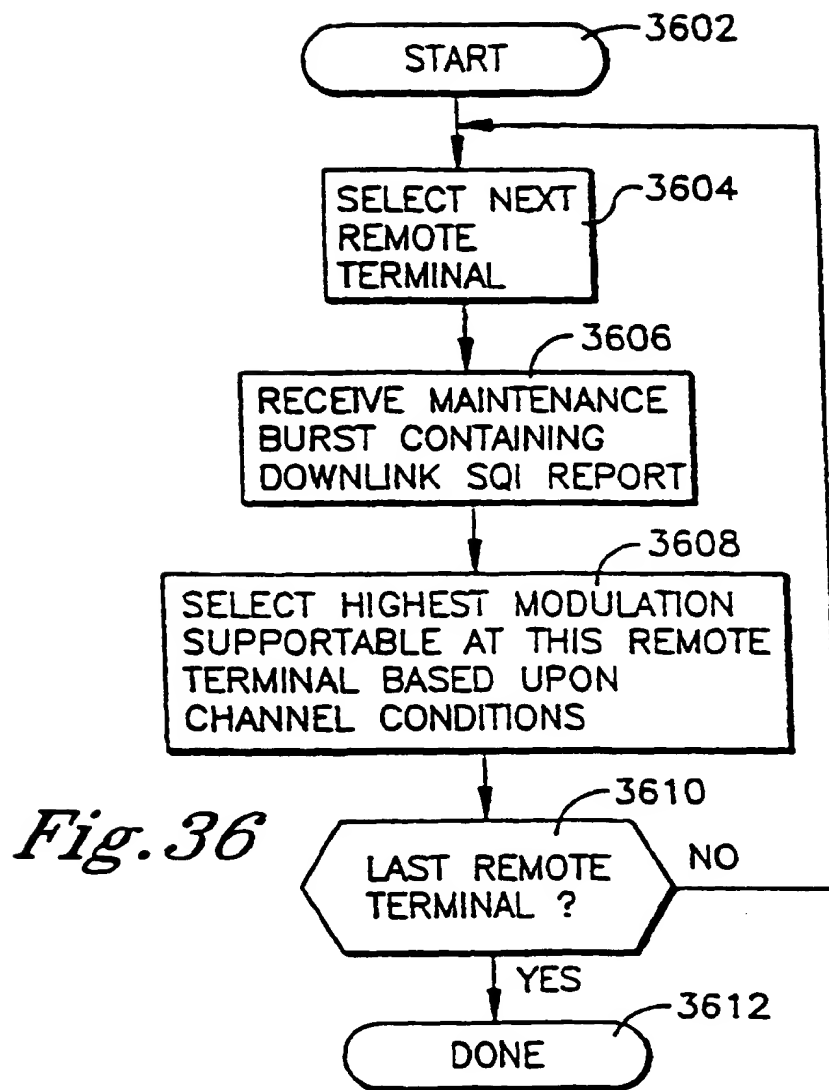 3602
START
3604
SELECT NEXT
REMOTE
TERMINAL
3606
RECEIVE MAINTENANCE
BURST CONTAINING
DOWNLINK SQI REPORT
3608
SELECT HIGHEST MODULATION
SUPPORTABLE AT THIS REMOTE
TERMINAL BASED UPON
CHANNEL CONDITIONS
3610
Fig.36
LAST REMOTE
TERMINAL ?
NO
YES
3612
DONE